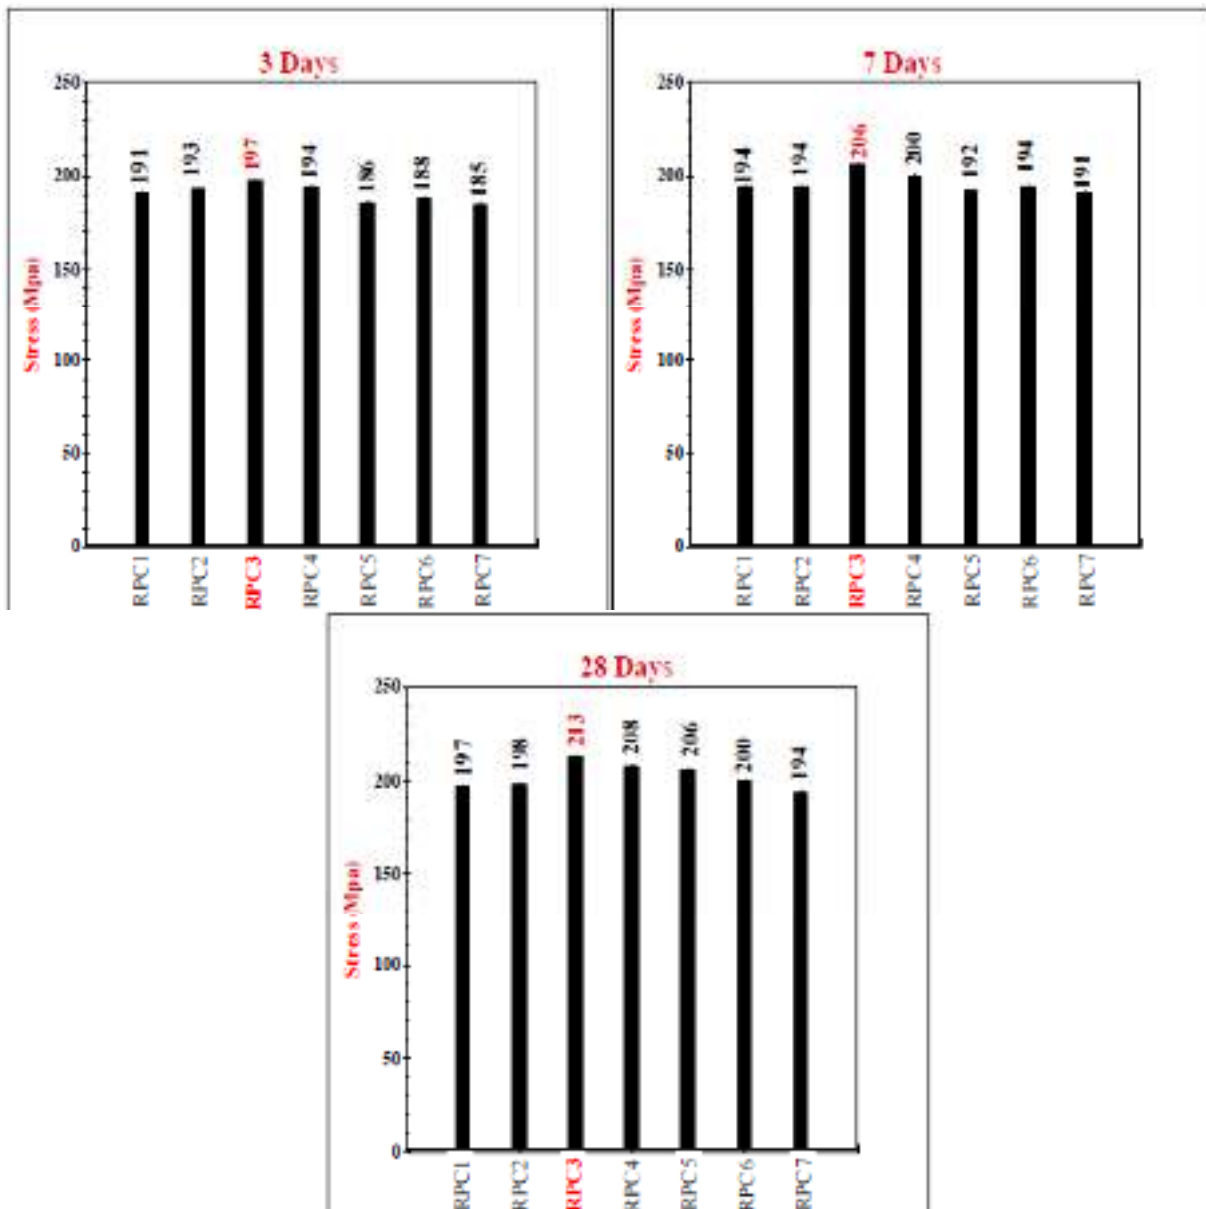 3 Days
250
200
150
100
50
0
Stress (Mpa)
191
193
197
194
186
188
185
RPC1
RPC2
RPC3
RPC4
RPC5
RPC6
RPC7
7 Days
250
200
150
100
50
0
Stress (Mpa)
194
194
206
200
192
194
191
RPC1
RPC2
RPC3
RPC4
RPC5
RPC6
RPC7
28 Days
250
200
150
100
50
0
Stress (Mpa)
197
198
213
208
206
200
194
RPC1
RPC2
RPC3
RPC4
RPC5
RPC6
RPC7